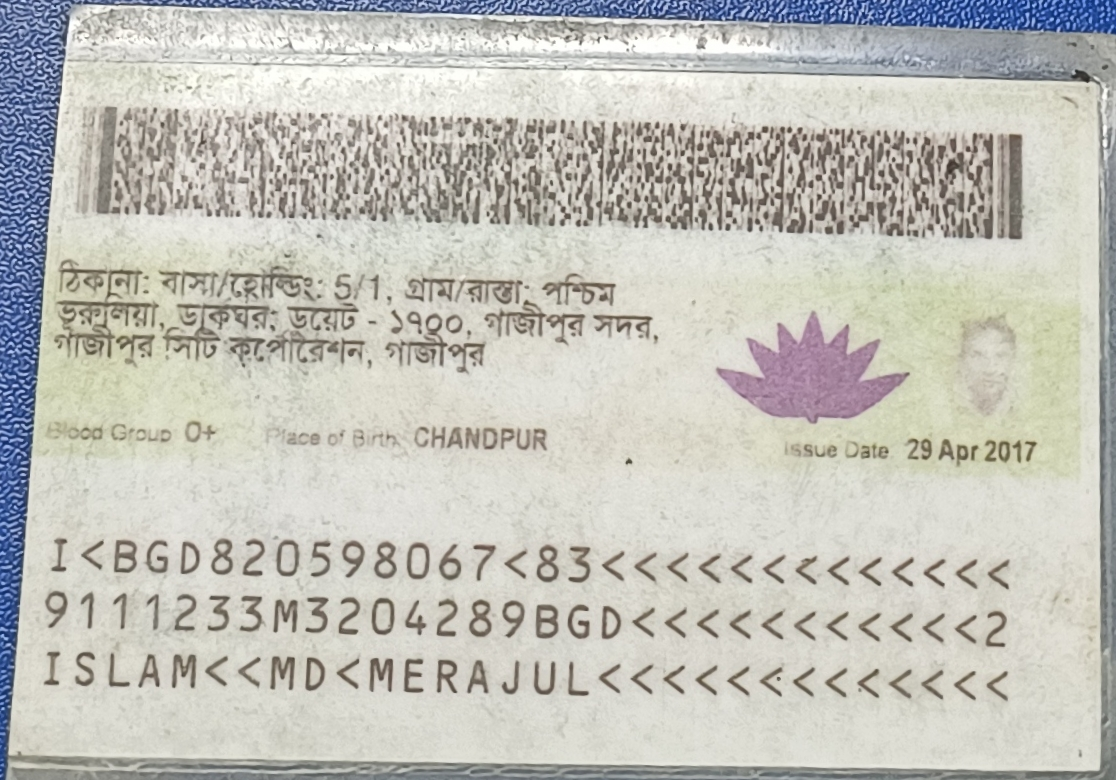 ঠিকানা: বাসা/হোল্ডিং: 5/1, গ্রাম/রাস্তা: পশ্চিম
ভুরুলিয়া, ডাকঘর: ডুয়েট - ১৭০০, গাজীপুর সদর,
গাজীপুর সিটি কর্পোরেশন, গাজীপুর
Blood Group O+ Place of Birth: CHANDPUR Issue Date 29 Apr 2017
I<BGD820598067<83<<<<<<<<<<<<<
9111233M3204289BGD<<<<<<<<<<<2
ISLAM<<MD<MERAJUL<<<<<<<<<<<<<